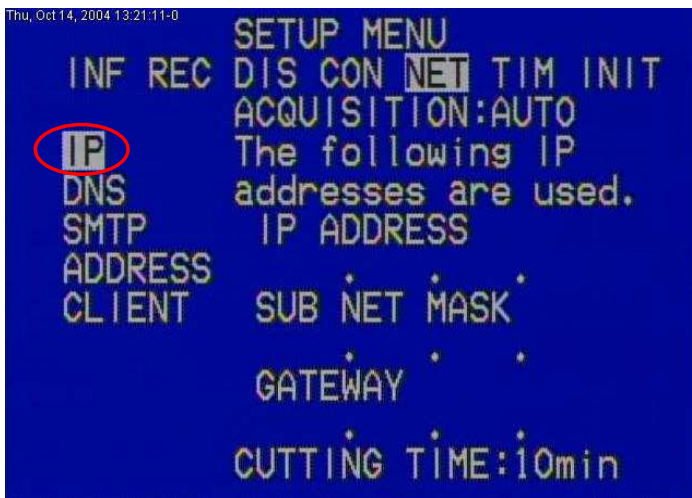 Thu, Oct 14, 2004 13:21:11-0
SETUP MENU
INF REC DIS CON NET TIM INIT
ACQUISITION:AUTO
IP The following IP
DNS addresses are used.
SMTP IP ADDRESS
ADDRESS . . .
CLIENT SUB NET MASK
. . .
GATEWAY
. . .
CUTTING TIME:10min